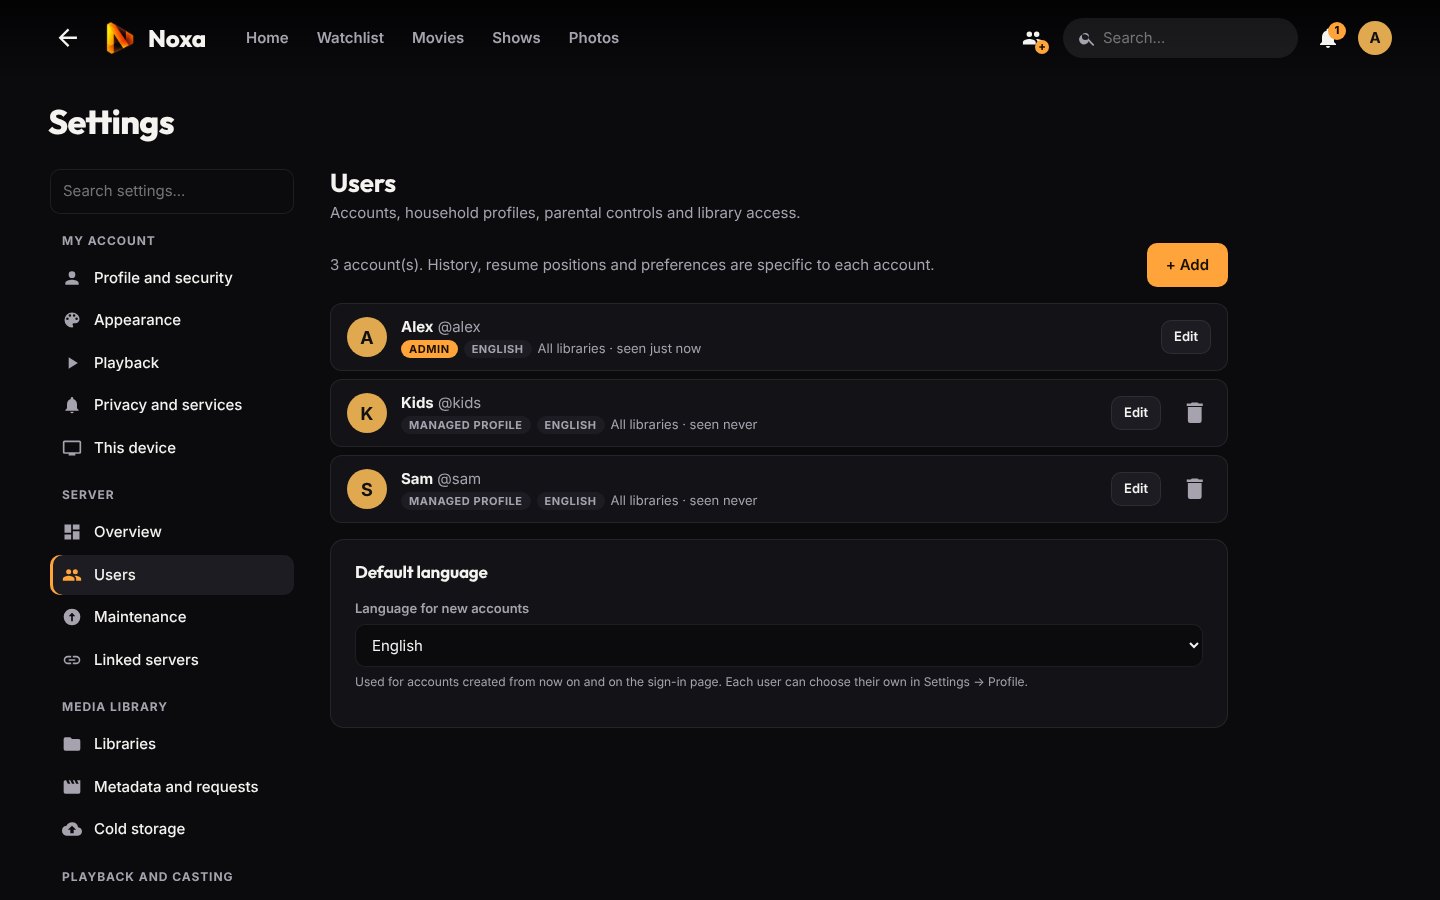 Noxa
Home Watchlist Movies Shows Photos
+
Search...
1
A
Settings
Search settings...
MY ACCOUNT
Profile and security
Appearance
Playback
Privacy and services
This device
SERVER
Overview
Users
Maintenance
Linked servers
MEDIA LIBRARY
Libraries
Metadata and requests
Cold storage
PLAYBACK AND CASTING
Users
Accounts, household profiles, parental controls and library access.
3 account(s). History, resume positions and preferences are specific to each account.
+ Add
A
Alex @alex
ADMIN ENGLISH All libraries · seen just now
Edit
K
Kids @kids
MANAGED PROFILE ENGLISH All libraries · seen never
Edit
S
Sam @sam
MANAGED PROFILE ENGLISH All libraries · seen never
Edit
Default language
Language for new accounts
English
Used for accounts created from now on and on the sign-in page. Each user can choose their own in Settings → Profile.